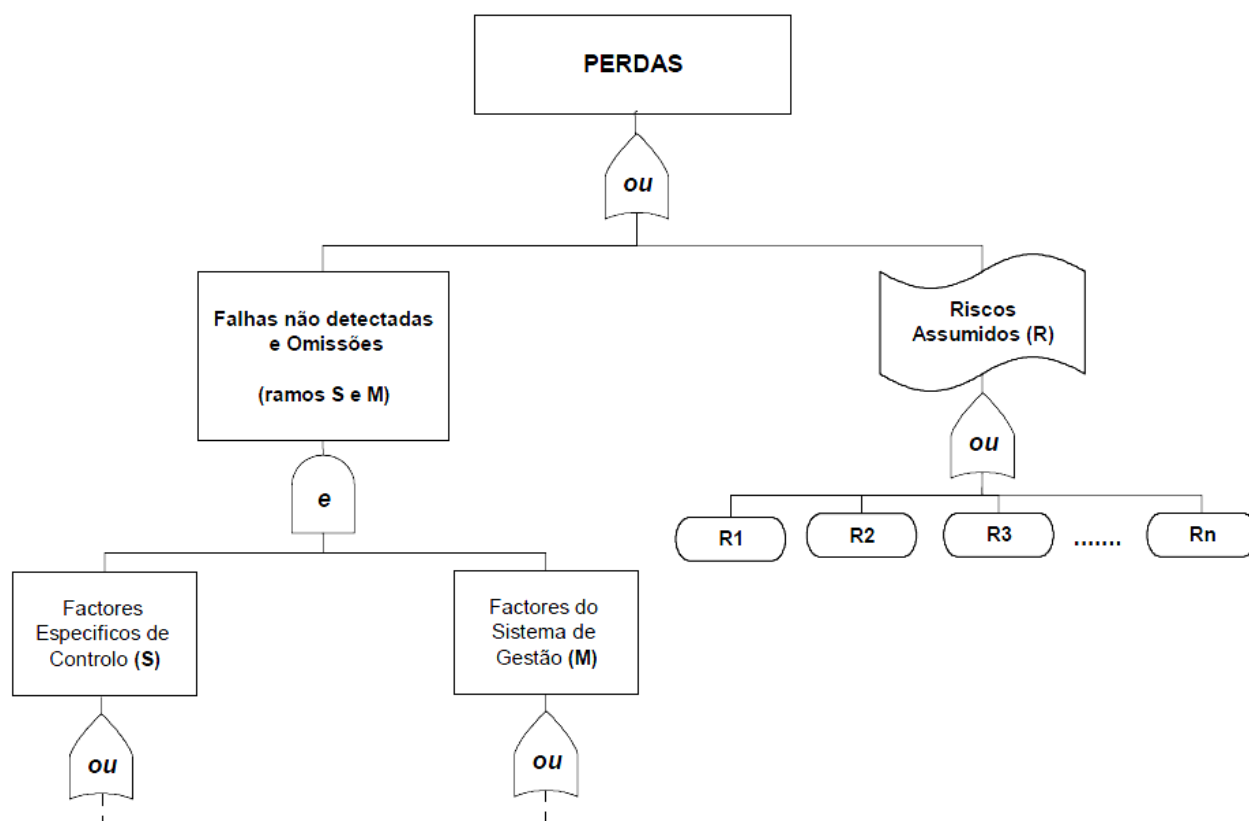 PERDAS
ou
Falhas não detectadas
e Omissões
(ramos S e M)
Riscos
Assumidos (R)
e
ou
R1
R2
R3
.......
Rn
Factores
Especificos de
Controlo (S)
Factores do
Sistema de
Gestão (M)
ou
ou